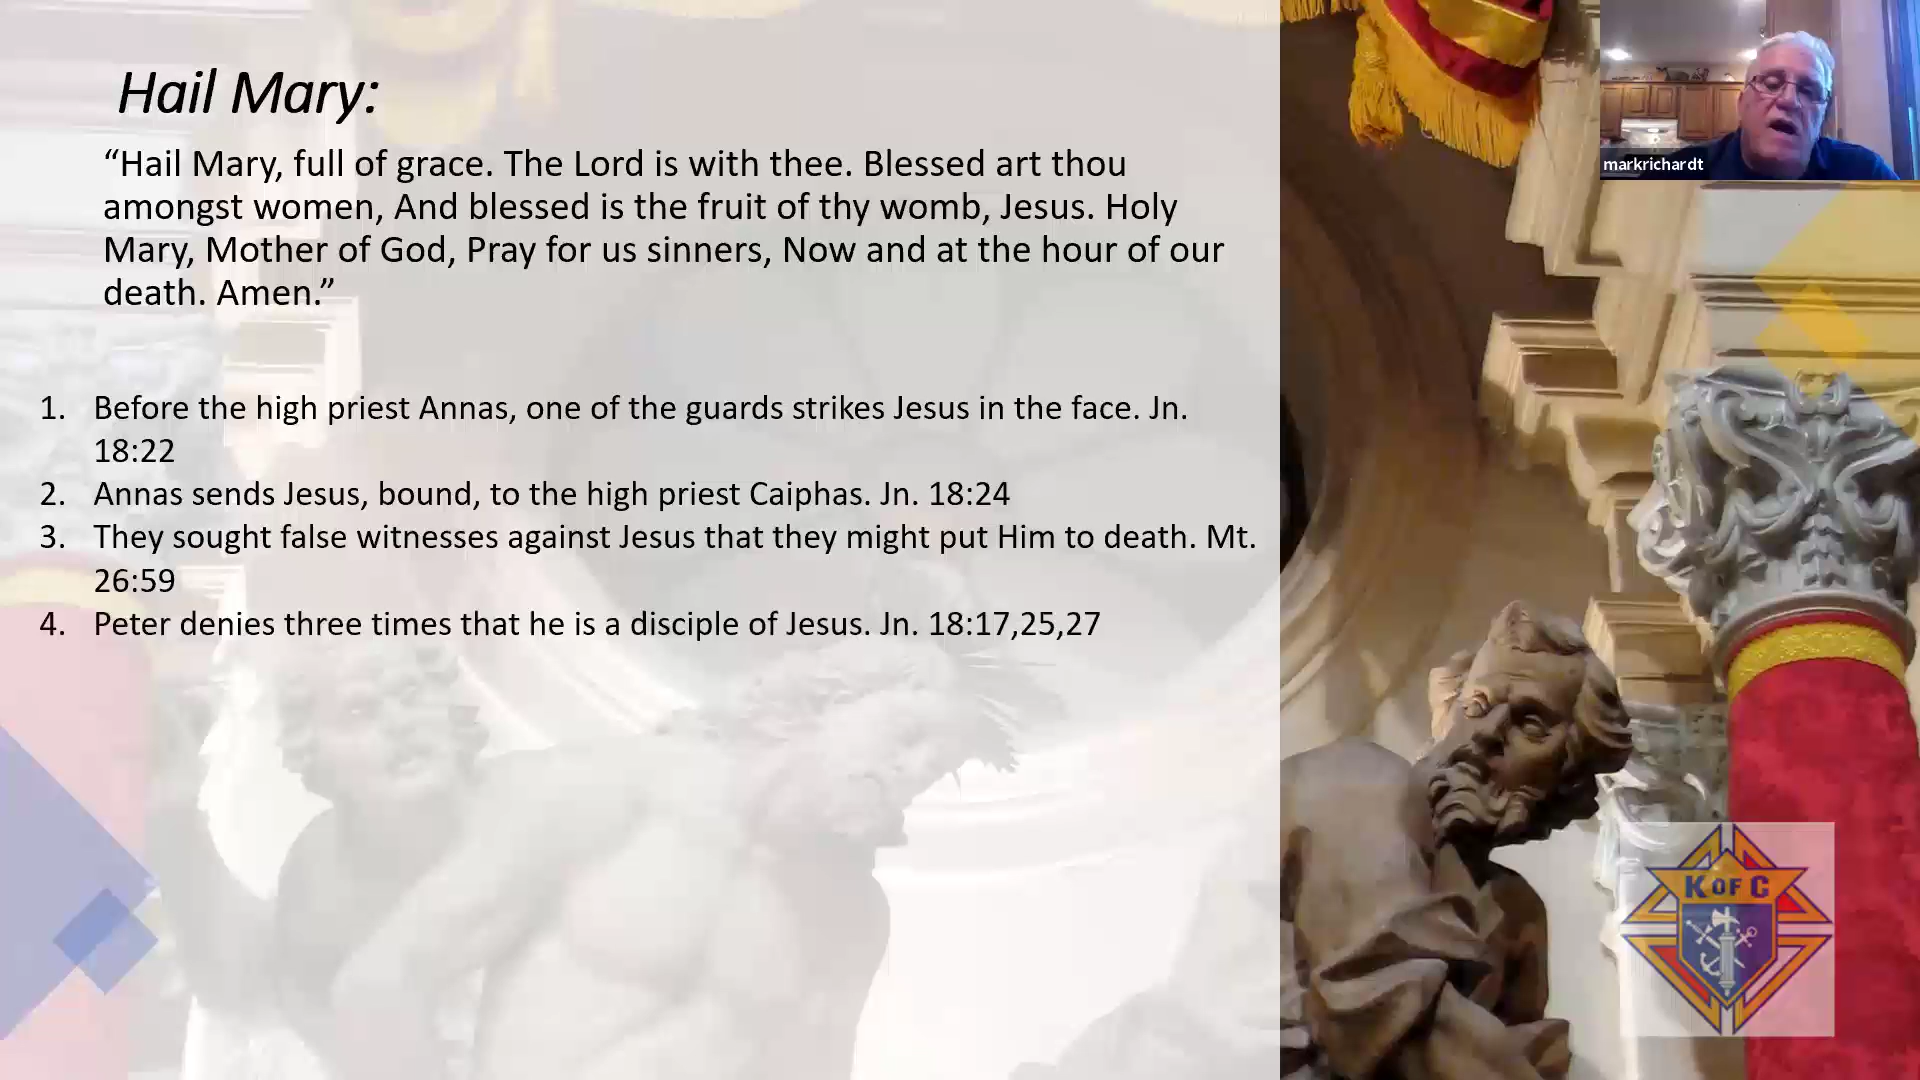 Hail Mary:
“Hail Mary, full of grace. The Lord is with thee. Blessed art thou
amongst women, And blessed is the fruit of thy womb, Jesus. Holy
Mary, Mother of God, Pray for us sinners, Now and at the hour of our
death. Amen.”
1. Before the high priest Annas, one of the guards strikes Jesus in the face. Jn.
18:22
2. Annas sends Jesus, bound, to the high priest Caiphas. Jn. 18:24
3. They sought false witnesses against Jesus that they might put Him to death. Mt.
26:59
4. Peter denies three times that he is a disciple of Jesus. Jn. 18:17,25,27
markrichardt
K OF C